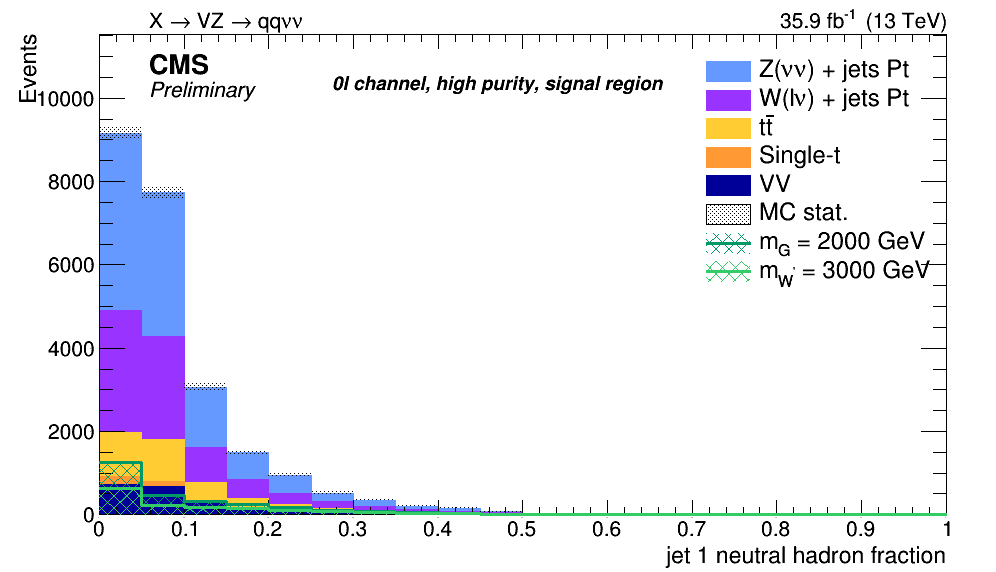 X → VZ → qqνν
35.9 fb⁻¹ (13 TeV)
Events
CMS
Preliminary
0l channel, high purity, signal region
Z(νν) + jets Pt
W(lν) + jets Pt
tt̄
Single-t
VV
MC stat.
m_G = 2000 GeV
m_W' = 3000 GeV
10000
8000
6000
4000
2000
0
0 0.1 0.2 0.3 0.4 0.5 0.6 0.7 0.8 0.9 1
jet 1 neutral hadron fraction